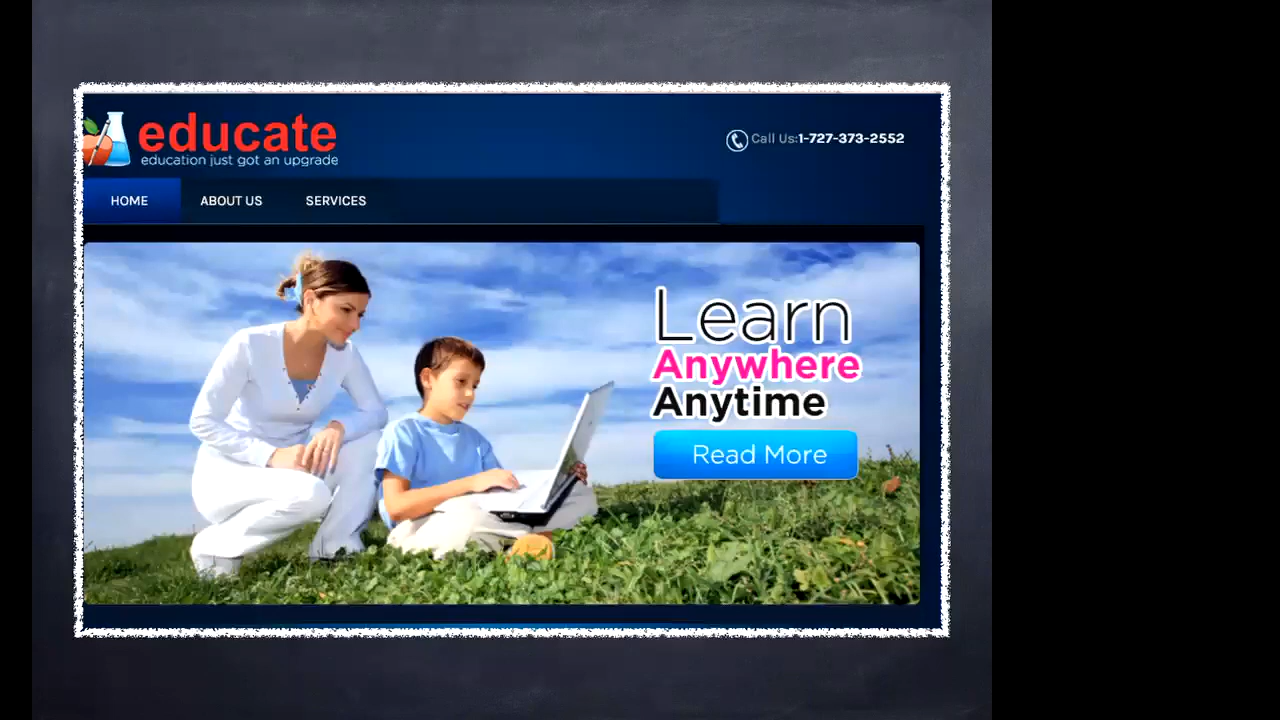 educate
education just got an upgrade
Call Us:1-727-373-2552
HOME ABOUT US SERVICES
Learn
Anywhere
Anytime
Read More